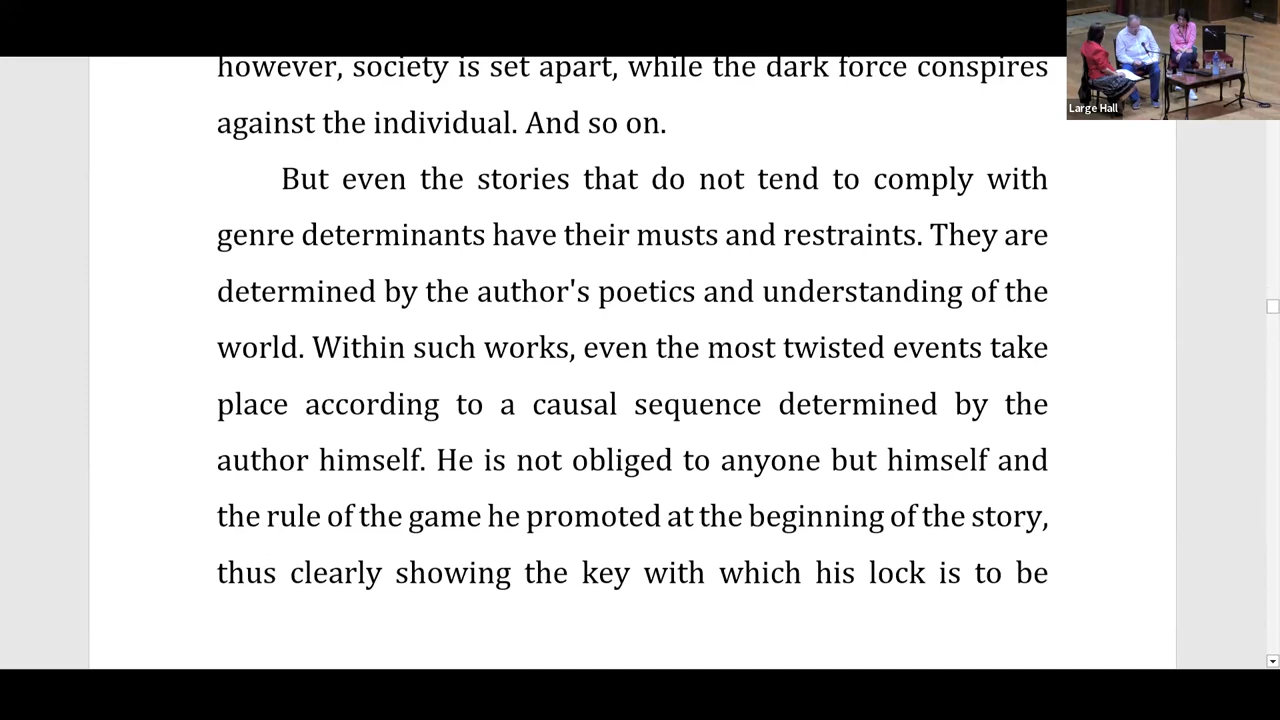 however, society is set apart, while the dark force conspires
against the individual. And so on.
But even the stories that do not tend to comply with
genre determinants have their musts and restraints. They are
determined by the author's poetics and understanding of the
world. Within such works, even the most twisted events take
place according to a causal sequence determined by the
author himself. He is not obliged to anyone but himself and
the rule of the game he promoted at the beginning of the story,
thus clearly showing the key with which his lock is to be
Large Hall